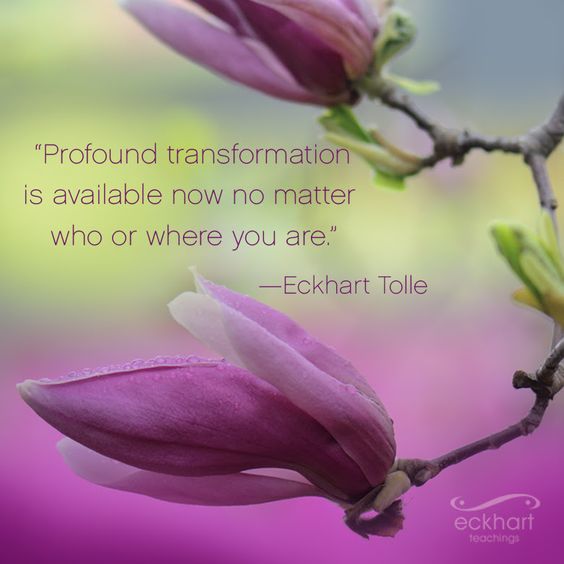 “Profound transformation
is available now no matter
who or where you are.”
—Eckhart Tolle
eckhart
teachings